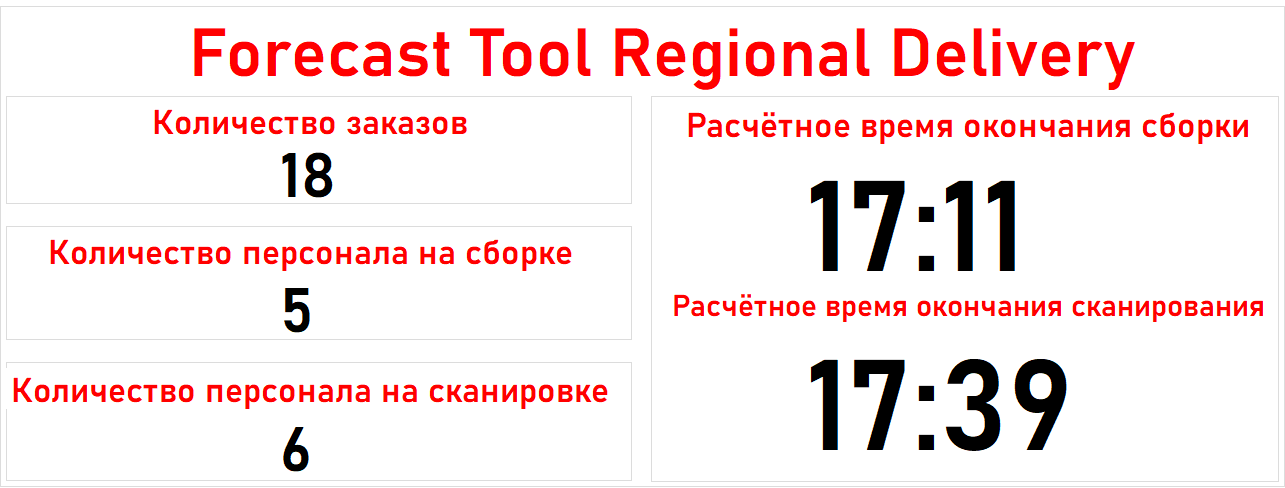 Forecast Tool Regional Delivery
Количество заказов
18
Количество персонала на сборке
5
Количество персонала на сканировке
6
Расчётное время окончания сборки
17:11
Расчётное время окончания сканирования
17:39